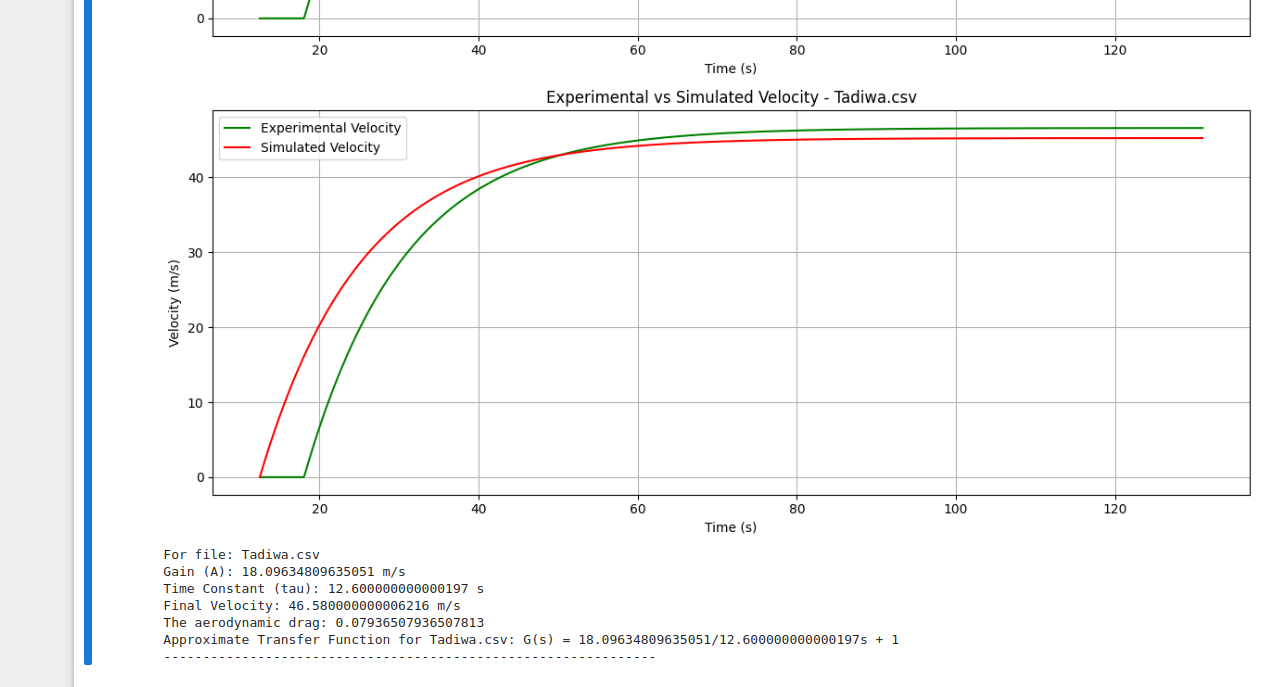 0
20 40 60 80 100 120
Time (s)
Experimental vs Simulated Velocity - Tadiwa.csv
Experimental Velocity
Simulated Velocity
40
30
20
10
0
Velocity (m/s)
20 40 60 80 100 120
Time (s)
For file: Tadiwa.csv
Gain (A): 18.09634809635051 m/s
Time Constant (tau): 12.600000000000197 s
Final Velocity: 46.580000000006216 m/s
The aerodynamic drag: 0.07936507936507813
Approximate Transfer Function for Tadiwa.csv: G(s) = 18.09634809635051/12.600000000000197s + 1
---------------------------------------------------------------